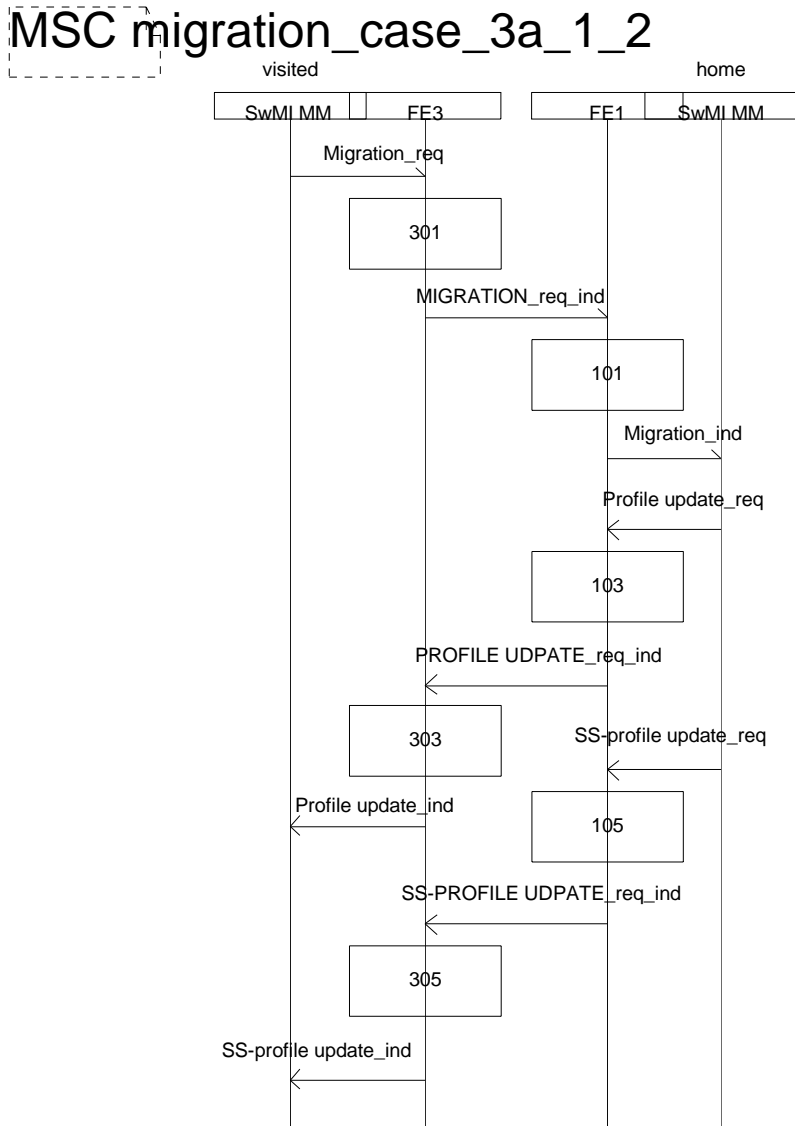 MSC migration_case_3a_1_2
visited home
SwMI MM FE3 FE1 SwMI MM
Migration_req
301
MIGRATION_req_ind
101
Migration_ind
Profile update_req
103
PROFILE UDPATE_req_ind
303
SS-profile update_req
Profile update_ind
105
SS-PROFILE UDPATE_req_ind
305
SS-profile update_ind